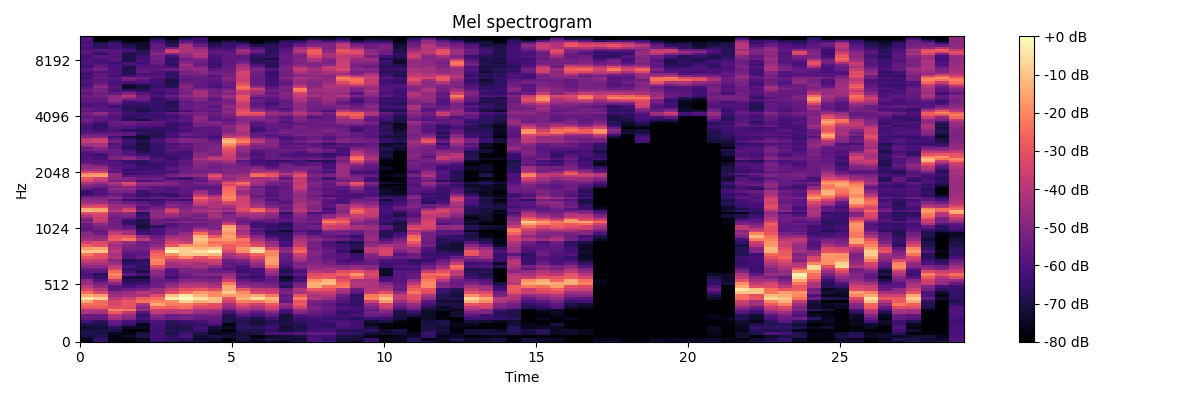 Mel spectrogram
8192
4096
2048
1024
512
0
Hz
0 5 10 15 20 25
Time
+0 dB
-10 dB
-20 dB
-30 dB
-40 dB
-50 dB
-60 dB
-70 dB
-80 dB